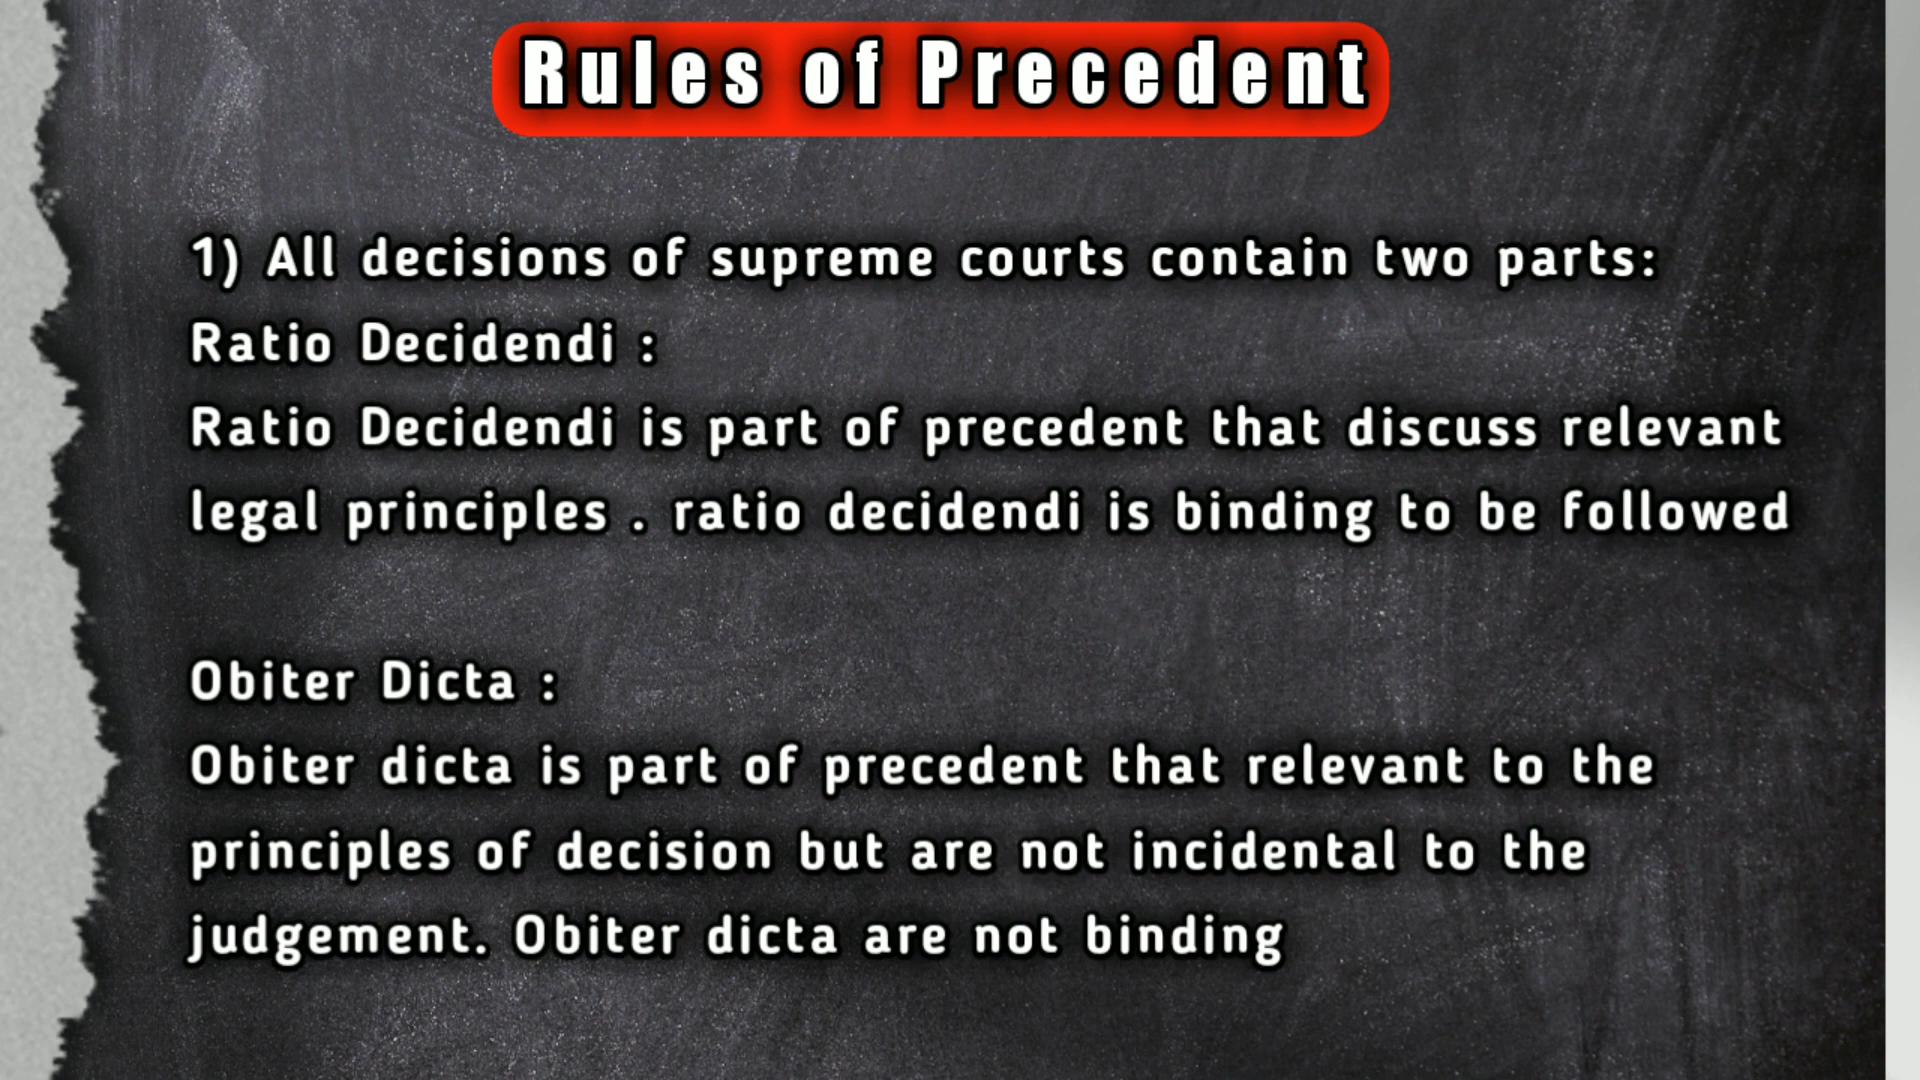 Rules of Precedent
1) All decisions of supreme courts contain two parts:
Ratio Decidendi :
Ratio Decidendi is part of precedent that discuss relevant
legal principles . ratio decidendi is binding to be followed
Obiter Dicta :
Obiter dicta is part of precedent that relevant to the
principles of decision but are not incidental to the
judgement. Obiter dicta are not binding